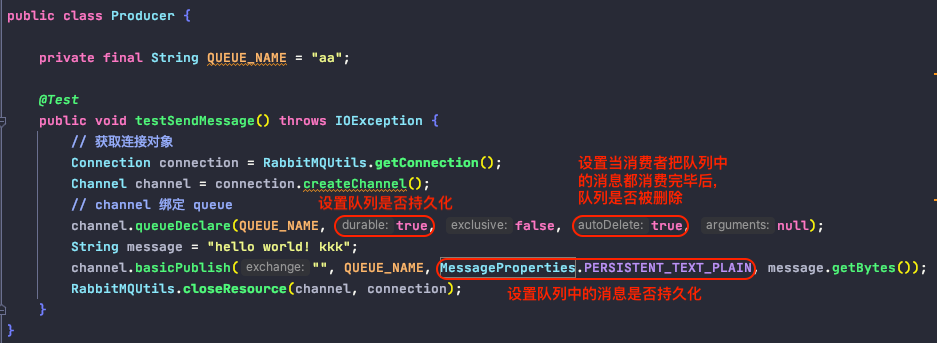 public class Producer {
private final String QUEUE_NAME = "aa";
@Test
public void testSendMessage() throws IOException {
// 获取连接对象
Connection connection = RabbitMQUtils.getConnection();
设置当消费者把队列中
的消息都消费完毕后,
队列是否被删除
Channel channel = connection.createChannel();
// channel 绑定 queue
设置队列是否持久化
channel.queueDeclare(QUEUE_NAME, durable: true, exclusive: false, autoDelete: true, arguments: null);
String message = "hello world! kkk";
channel.basicPublish( exchange: "", QUEUE_NAME, MessageProperties.PERSISTENT_TEXT_PLAIN, message.getBytes());
RabbitMQUtils.closeResource(channel, connection);
设置队列中的消息是否持久化
}
}